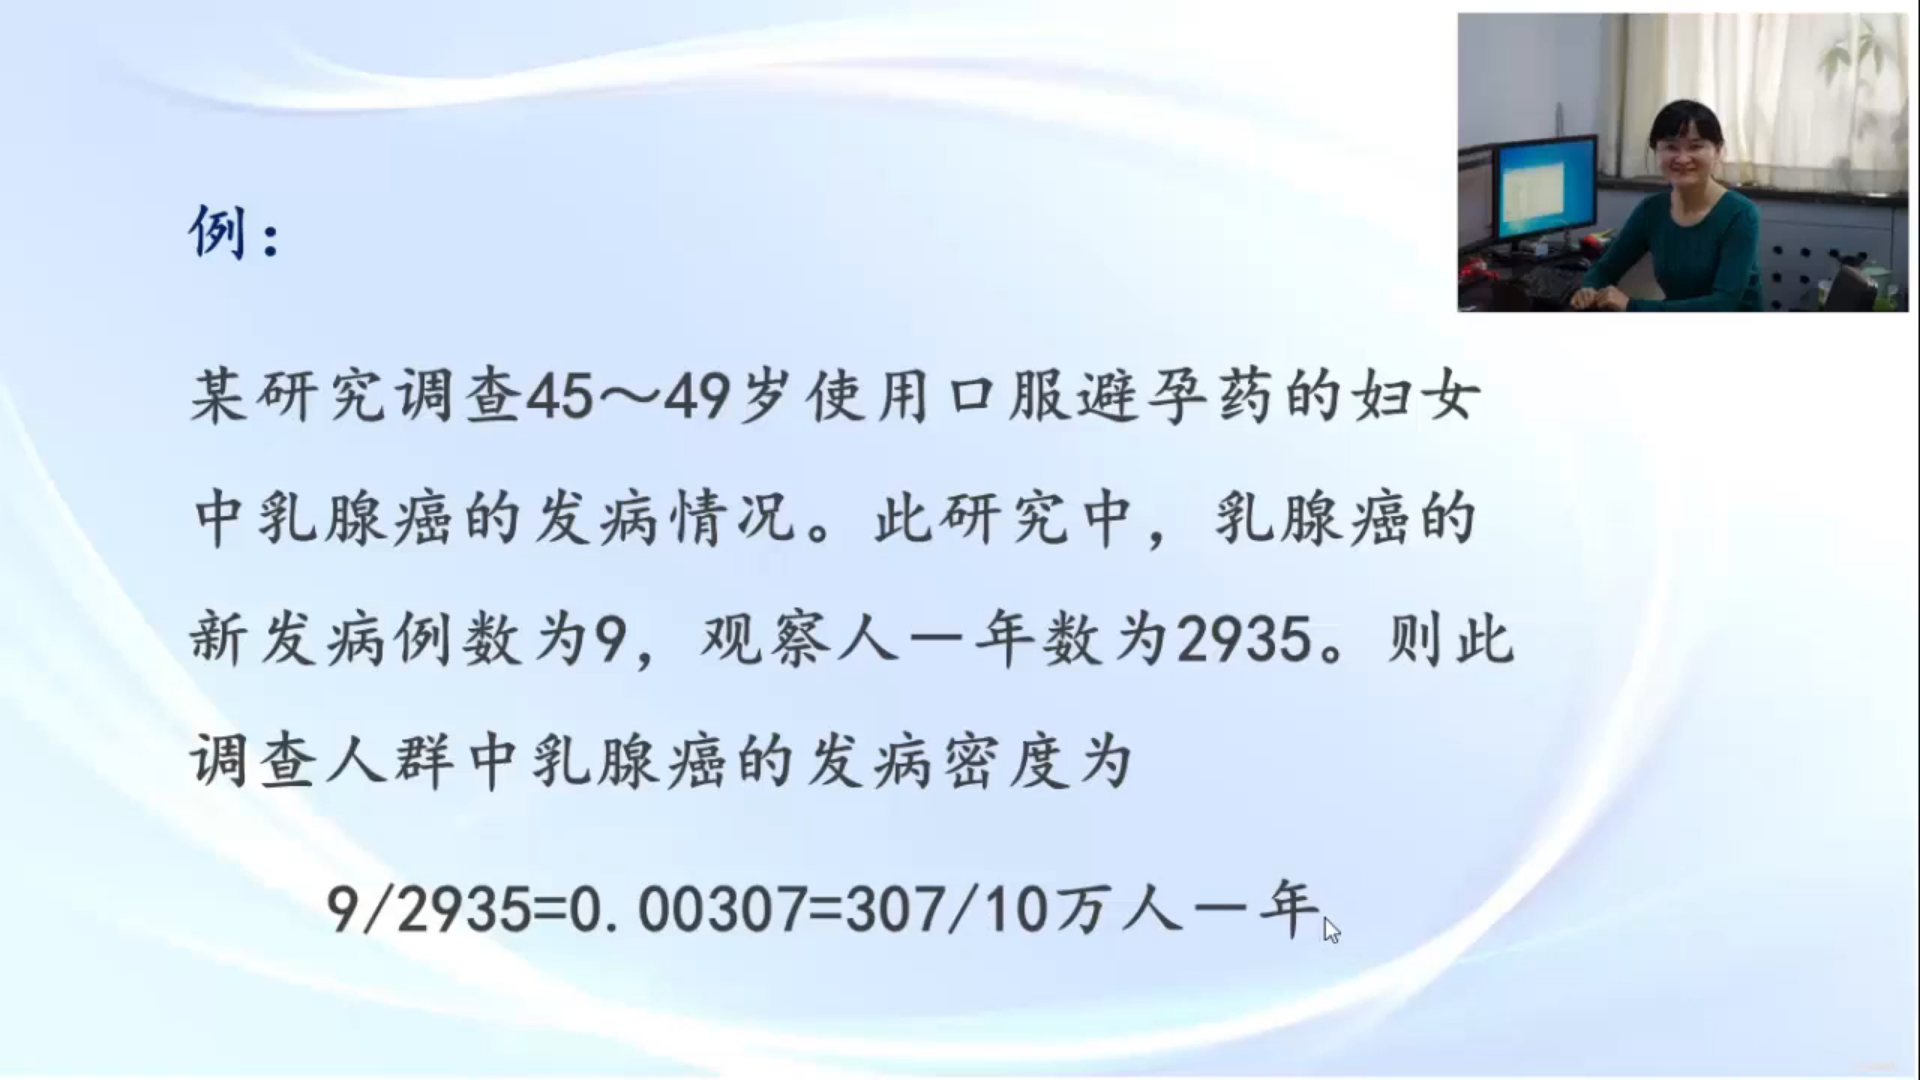 例：
某研究调查45～49岁使用口服避孕药的妇女
中乳腺癌的发病情况。此研究中，乳腺癌的
新发病例数为9，观察人－年数为2935。则此
调查人群中乳腺癌的发病密度为
9/2935=0.00307=307/10万人－年